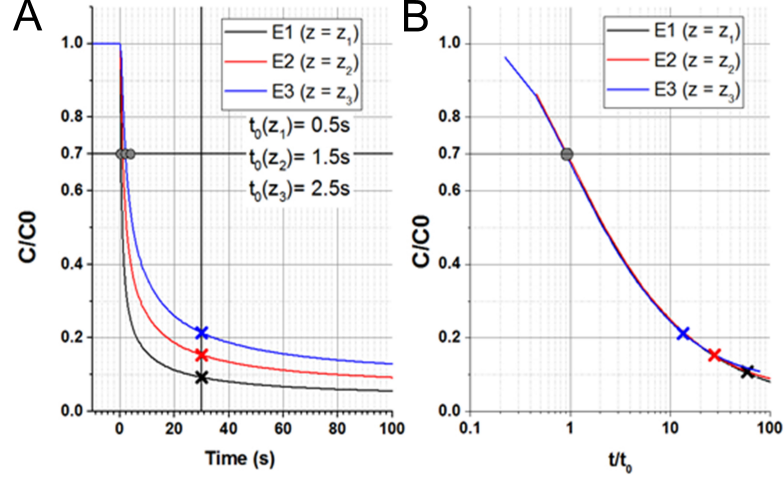 A
C/C0
1.0
0.8
0.7
0.6
0.4
0.2
0.0
0
20
40
60
80
100
Time (s)
E1 (z = z1)
E2 (z = z2)
E3 (z = z3)
t0(z1)= 0.5s
t0(z2)= 1.5s
t0(z3)= 2.5s
B
C/C0
1.0
0.8
0.7
0.6
0.4
0.2
0.0
0.1
1
10
100
t/t0
E1 (z = z1)
E2 (z = z2)
E3 (z = z3)